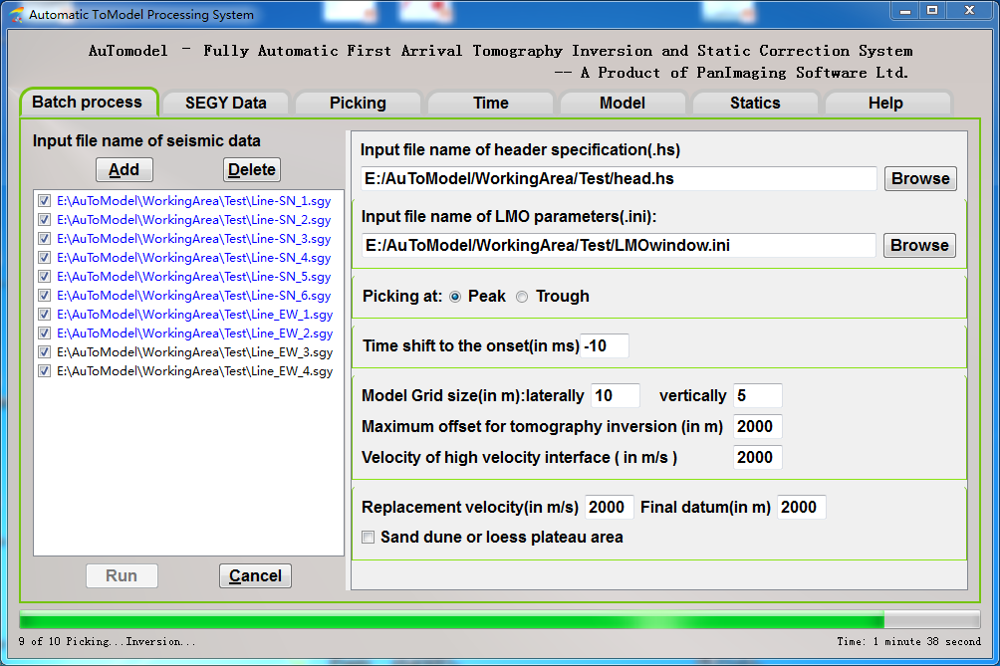 Automatic ToModel Processing System
AuTomodel - Fully Automatic First Arrival Tomography Inversion and Static Correction System
-- A Product of PanImaging Software Ltd.
Batch process SEGY Data Picking Time Model Statics Help
Input file name of seismic data
Add Delete
E:\AuToModel\WorkingArea\Test\Line-SN_1.sgy
E:\AuToModel\WorkingArea\Test\Line-SN_2.sgy
E:\AuToModel\WorkingArea\Test\Line-SN_3.sgy
E:\AuToModel\WorkingArea\Test\Line-SN_4.sgy
E:\AuToModel\WorkingArea\Test\Line-SN_5.sgy
E:\AuToModel\WorkingArea\Test\Line-SN_6.sgy
E:\AuToModel\WorkingArea\Test\Line_EW_1.sgy
E:\AuToModel\WorkingArea\Test\Line_EW_2.sgy
E:\AuToModel\WorkingArea\Test\Line_EW_3.sgy
E:\AuToModel\WorkingArea\Test\Line_EW_4.sgy
Run Cancel
Input file name of header specification(.hs)
E:/AuToModel/WorkingArea/Test/head.hs Browse
Input file name of LMO parameters(.ini):
E:/AuToModel/WorkingArea/Test/LMOwindow.ini Browse
Picking at: Peak Trough
Time shift to the onset(in ms) -10
Model Grid size(in m):laterally 10 vertically 5
Maximum offset for tomography inversion (in m) 2000
Velocity of high velocity interface ( in m/s ) 2000
Replacement velocity(in m/s) 2000 Final datum(in m) 2000
Sand dune or loess plateau area
9 of 10 Picking...Inversion... Time: 1 minute 38 second